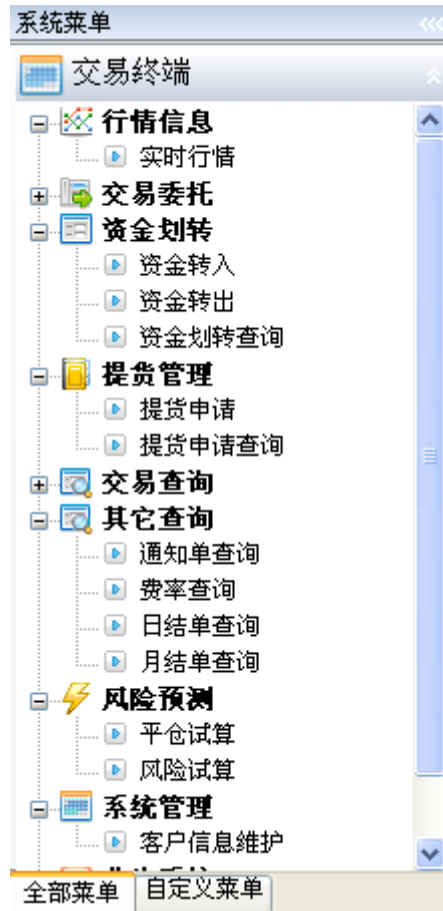 系统菜单
交易终端
行情信息
实时行情
交易委托
资金划转
资金转入
资金转出
资金划转查询
提货管理
提货申请
提货申请查询
交易查询
其它查询
通知单查询
费率查询
日结单查询
月结单查询
风险预测
平仓试算
风险试算
系统管理
客户信息维护
全部菜单 自定义菜单